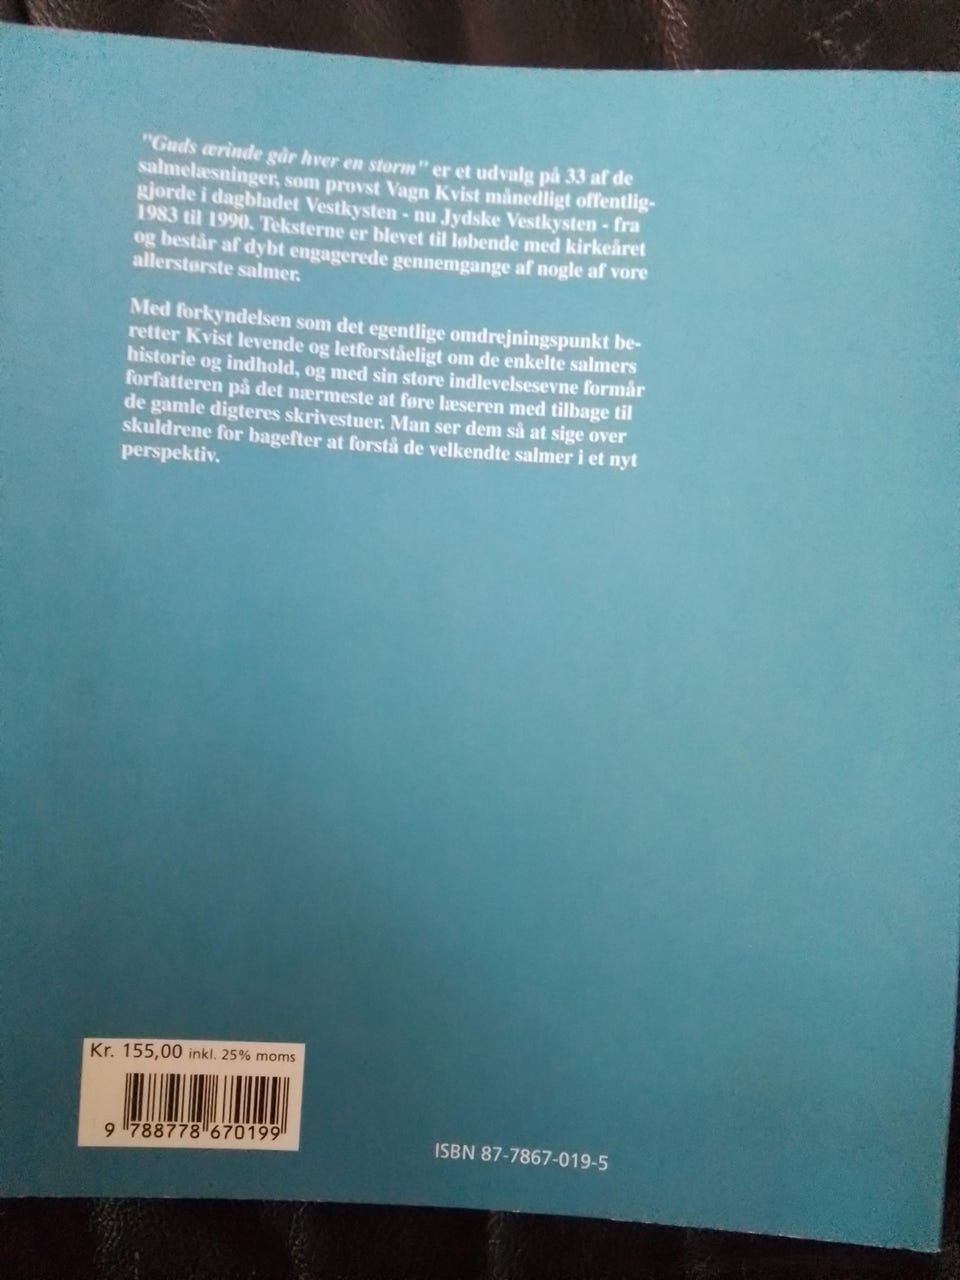 "Guds ærinde går hver en storm" er et udvalg på 33 af de
salmelæsninger, som provst Vagn Kvist månedligt offentlig-
gjorde i dagbladet Vestkysten - nu Jydske Vestkysten - fra
1983 til 1990. Teksterne er blevet til løbende med kirkeåret
og består af dybt engagerede gennemgange af nogle af vore
allerstørste salmer.
Med forkyndelsen som det egentlige omdrejningspunkt be-
retter Kvist levende og letforståeligt om de enkelte salmers
historie og indhold, og med sin store indlevelsesevne formår
forfatteren på det nærmeste at føre læseren med tilbage til
de gamle digteres skrivestuer. Man ser dem så at sige over
skuldrene for bagefter at forstå de velkendte salmer i et nyt
perspektiv.
Kr. 155,00 inkl. 25% moms
9 788778 670199
ISBN 87-7867-019-5